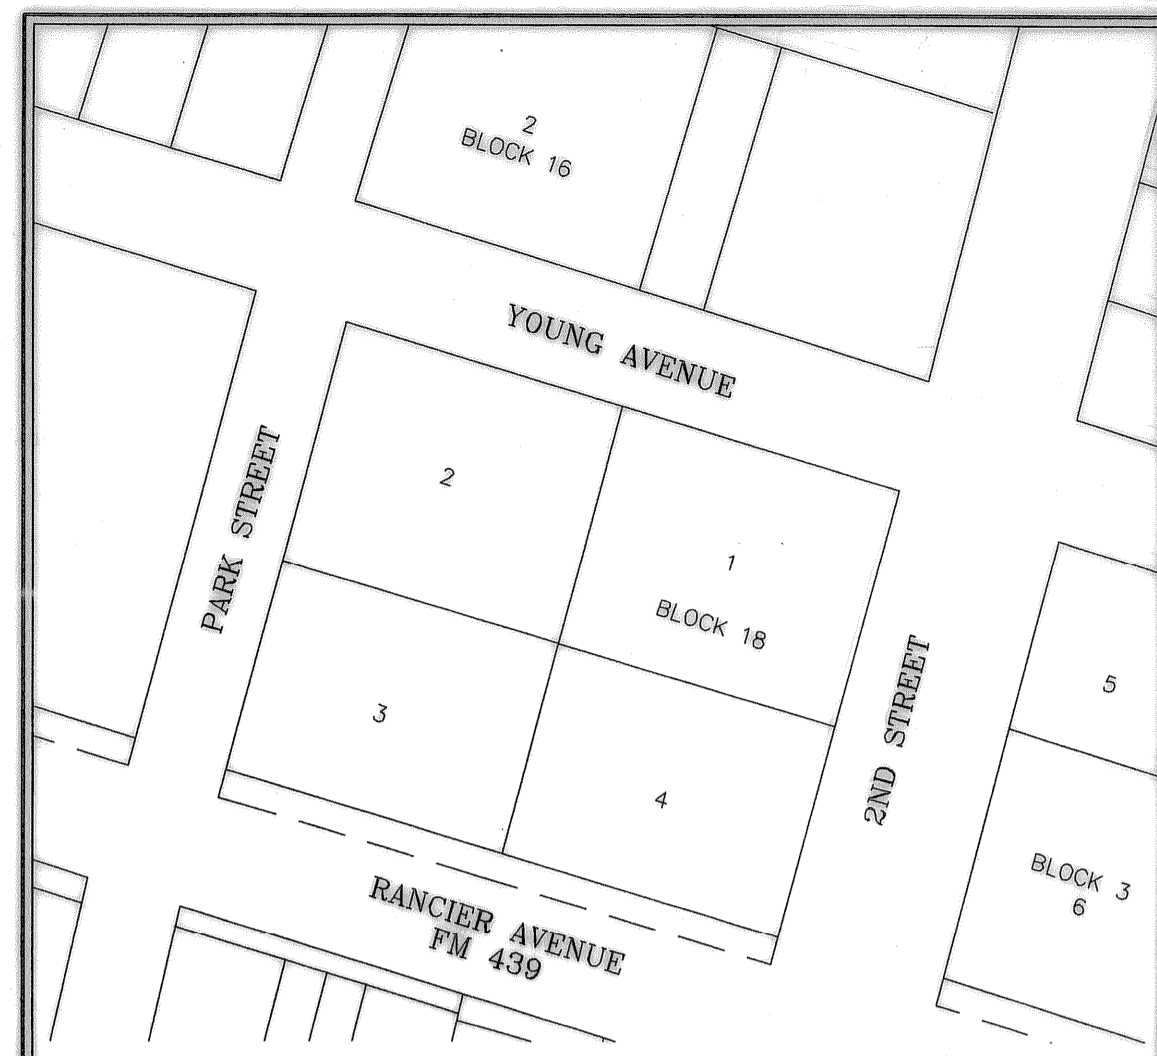 2
BLOCK 16
YOUNG AVENUE
2
PARK STREET
1
BLOCK 18
2ND STREET
5
3
4
BLOCK 3
6
RANCIER AVENUE
FM 439